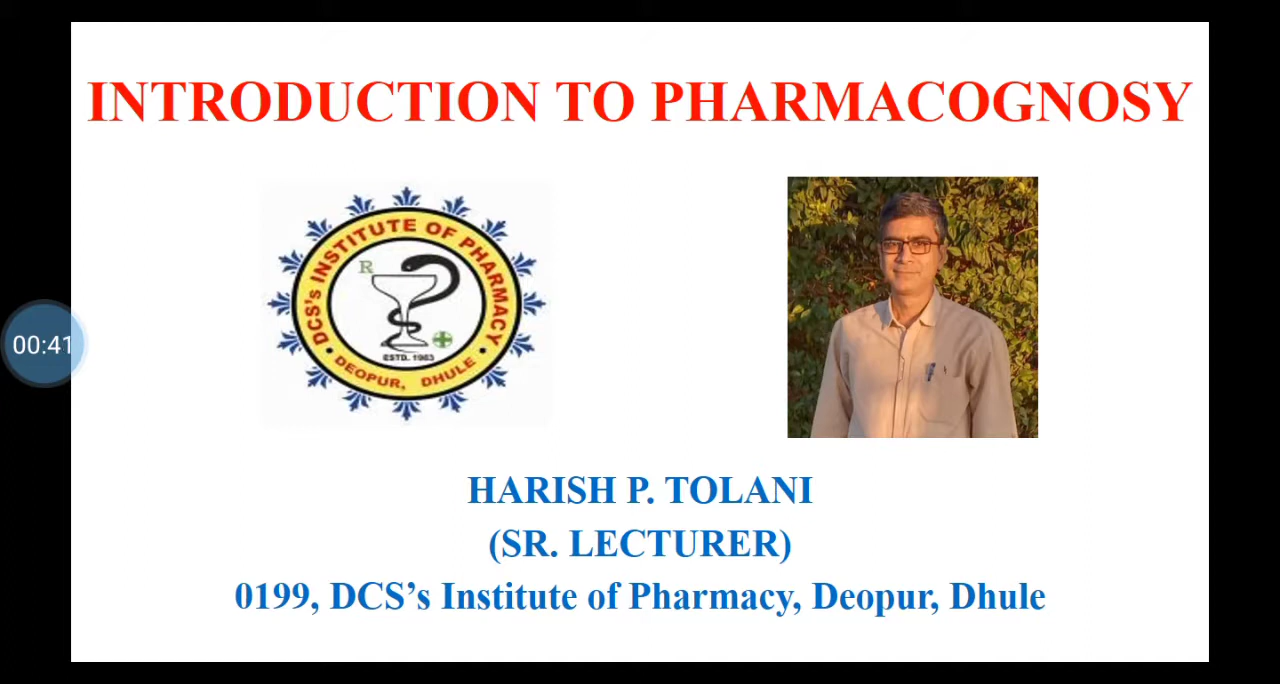 INTRODUCTION TO PHARMACOGNOSY
DCS's INSTITUTE OF PHARMACY
R
ESTD. 1983
DEOPUR, DHULE
00:41
HARISH P. TOLANI
(SR. LECTURER)
0199, DCS’s Institute of Pharmacy, Deopur, Dhule